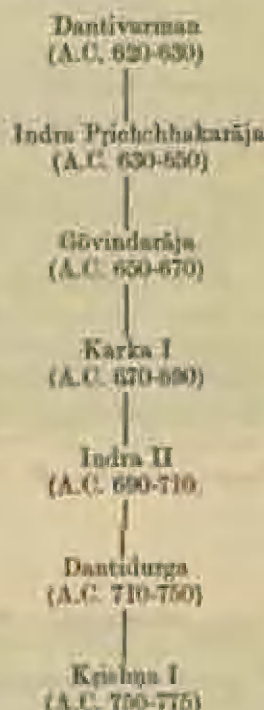 Dantivarman
(A.C. 620-630)
Indra Prichchhakarāja
(A.C. 630-650)
Gōvindarāja
(A.C. 650-670)
Karka I
(A.C. 670-690)
Indra II
(A.C. 690-710
Dantidurga
(A.C. 710-750)
Krishṇa I
(A.C. 750-775)